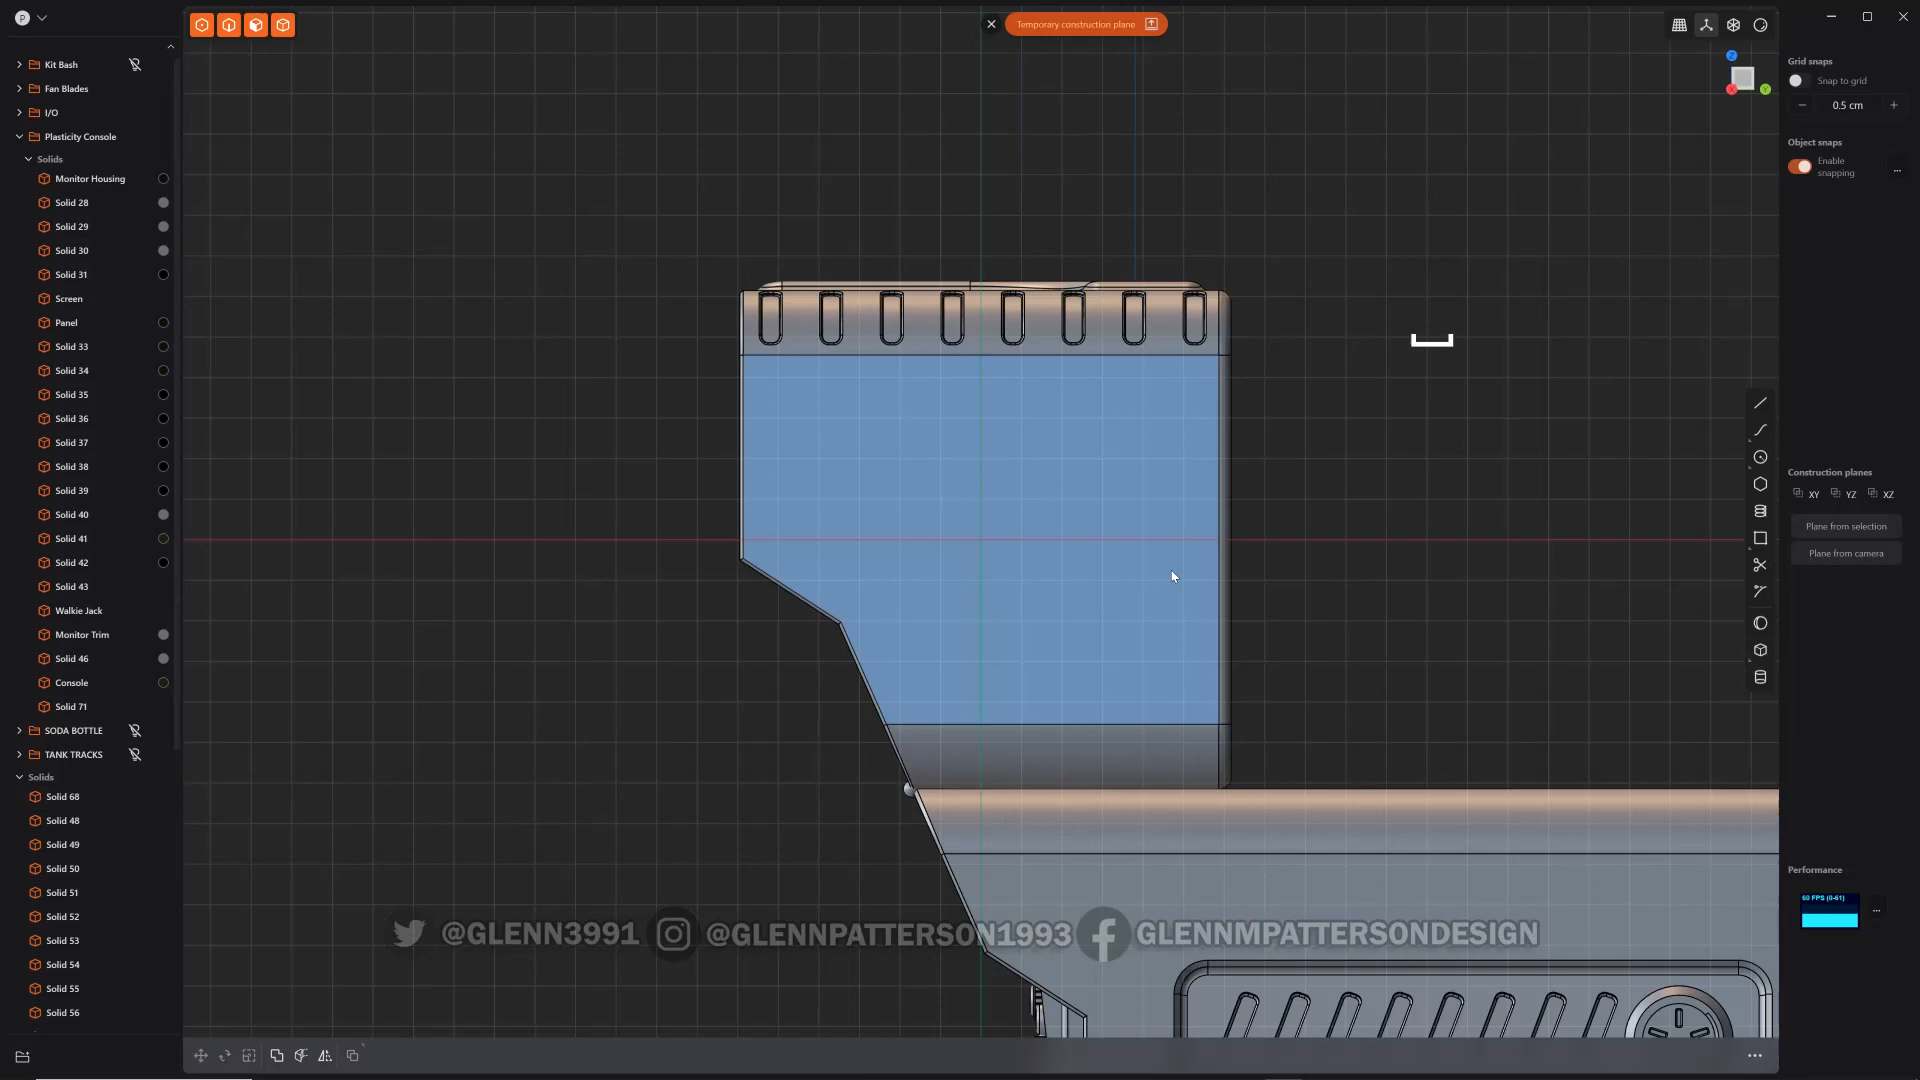 P
Temporary construction plane
Kit Bash
Fan Blades
I/O
Plasticity Console
Solids
Monitor Housing
Solid 28
Solid 29
Solid 30
Solid 31
Screen
Panel
Solid 33
Solid 34
Solid 35
Solid 36
Solid 37
Solid 38
Solid 39
Solid 40
Solid 41
Solid 42
Solid 43
Walkie Jack
Monitor Trim
Solid 46
Console
Solid 71
SODA BOTTLE
TANK TRACKS
Solids
Solid 68
Solid 48
Solid 49
Solid 50
Solid 51
Solid 52
Solid 53
Solid 54
Solid 55
Solid 56
Z
X
Y
Grid snaps
Snap to grid
0.5 cm
Object snaps
Enable
snapping
Construction planes
XY YZ XZ
Plane from selection
Plane from camera
Performance
60 FPS (0-61)
@GLENN3991 @GLENNPATTERSON1993 GLENNMPATTERSONDESIGN